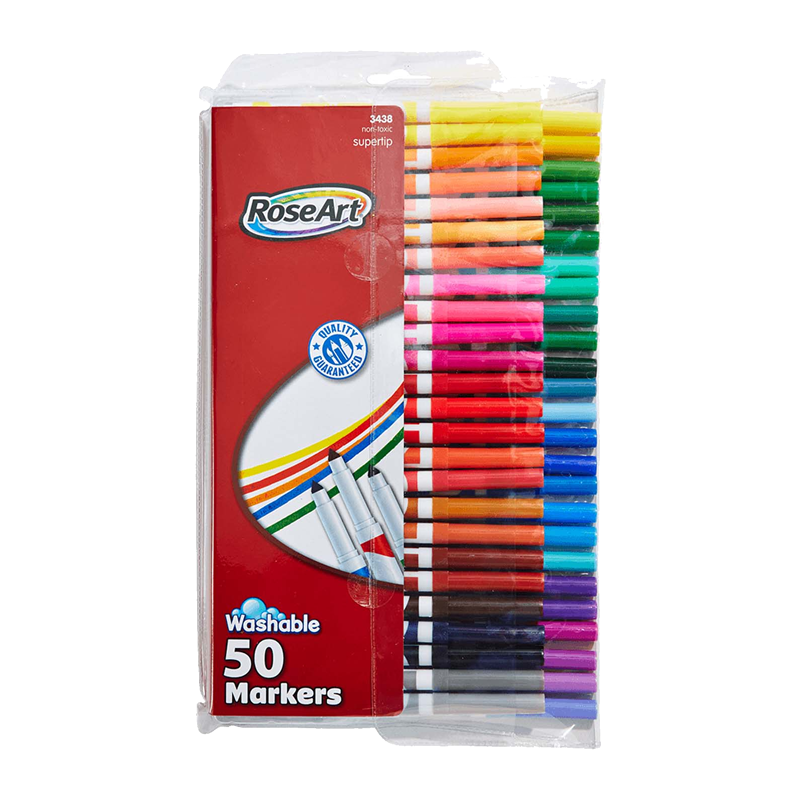 3438
non-toxic
supertip
RoseArt
QUALITY
GUARANTEED
Washable
50
Markers